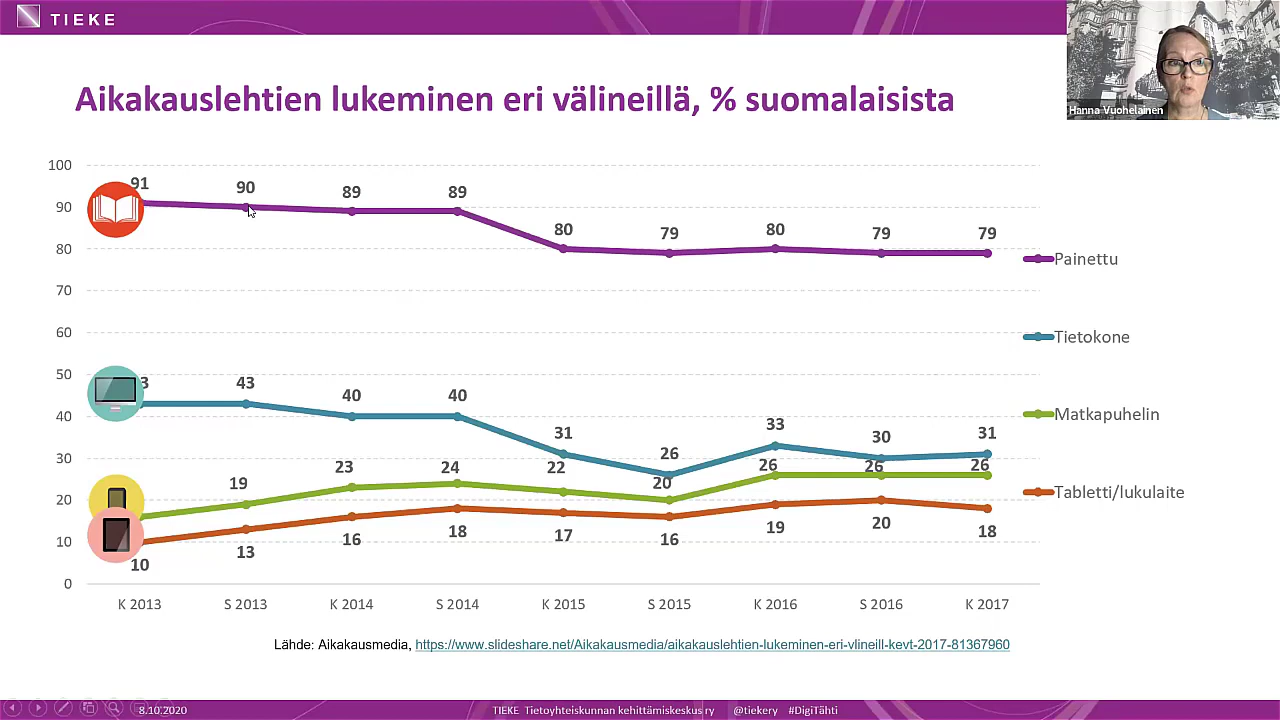 TIEKE
Hanna Vuohelainen
Aikakauslehtien lukeminen eri välineillä, % suomalaisista
100
90
80
70
60
50
40
30
20
10
0
91 90 89 89 80 79 80 79 79
3 43 40 40 31 26 33 30 31
19 23 24 22 20 26 26 26
10 13 16 18 17 16 19 20 18
Painettu
Tietokone
Matkapuhelin
Tabletti/lukulaite
K 2013 S 2013 K 2014 S 2014 K 2015 S 2015 K 2016 S 2016 K 2017
Lähde: Aikakausmedia, https://www.slideshare.net/Aikakausmedia/aikakauslehtien-lukeminen-eri-vlineill-kevt-2017-81367960
8.10.2020 TIEKE Tietoyhteiskunnan kehittämiskeskus ry @tiekery #DigiTähti